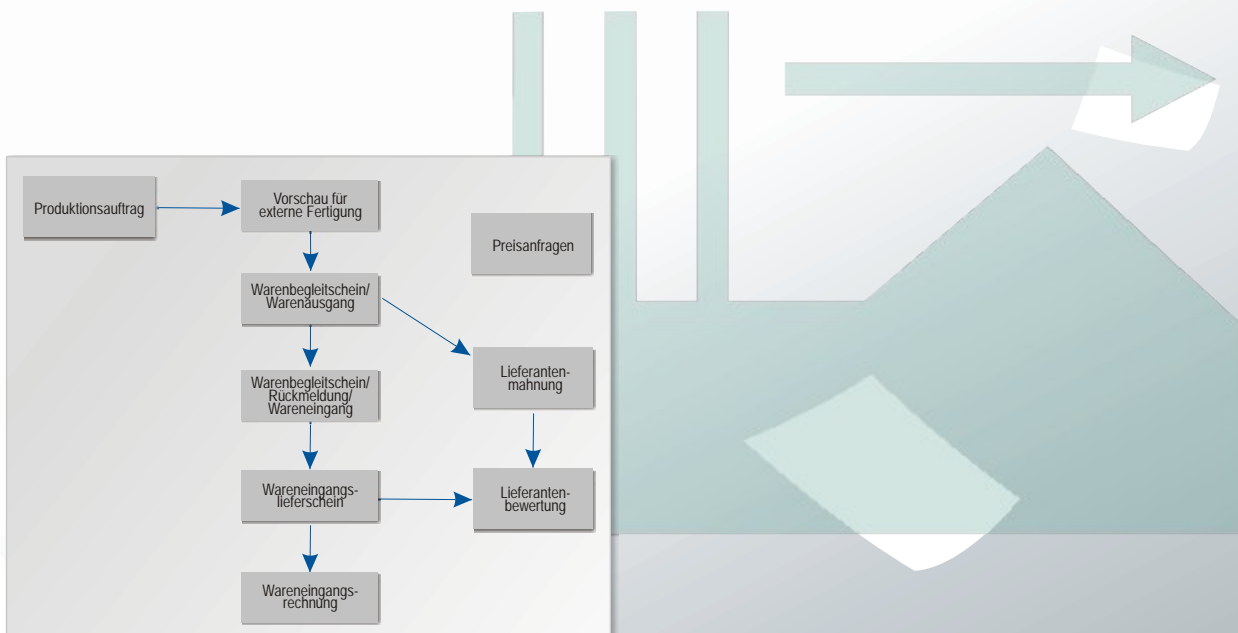 Produktionsauftrag
Vorschau für
externe Fertigung
Preisanfragen
Warenbegleitschein/
Warenausgang
Lieferanten-
mahnung
Warenbegleitschein/
Rückmeldung/
Wareneingang
Wareneingangs-
lieferschein
Lieferanten-
bewertung
Wareneingangs-
rechnung